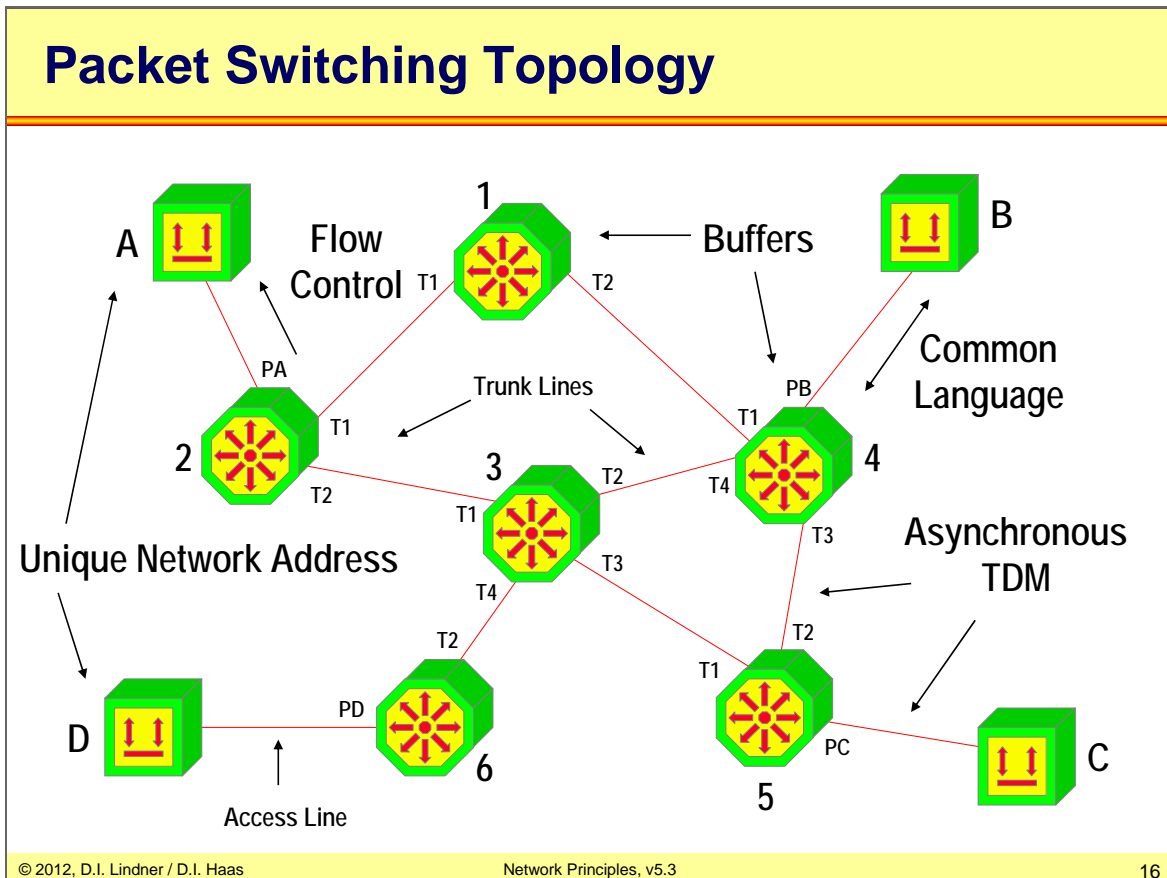 Packet Switching Topology
A
1
B
Flow
Control
Buffers
T1
T2
Common
Language
PA
Trunk Lines
PB
T1
T1
2
3
4
T2
T2
T4
T1
T3
Unique Network Address
T3
Asynchronous
TDM
T4
T2
T2
T1
D
PD
PC
C
6
5
Access Line
© 2012, D.I. Lindner / D.I. Haas
Network Principles, v5.3
16